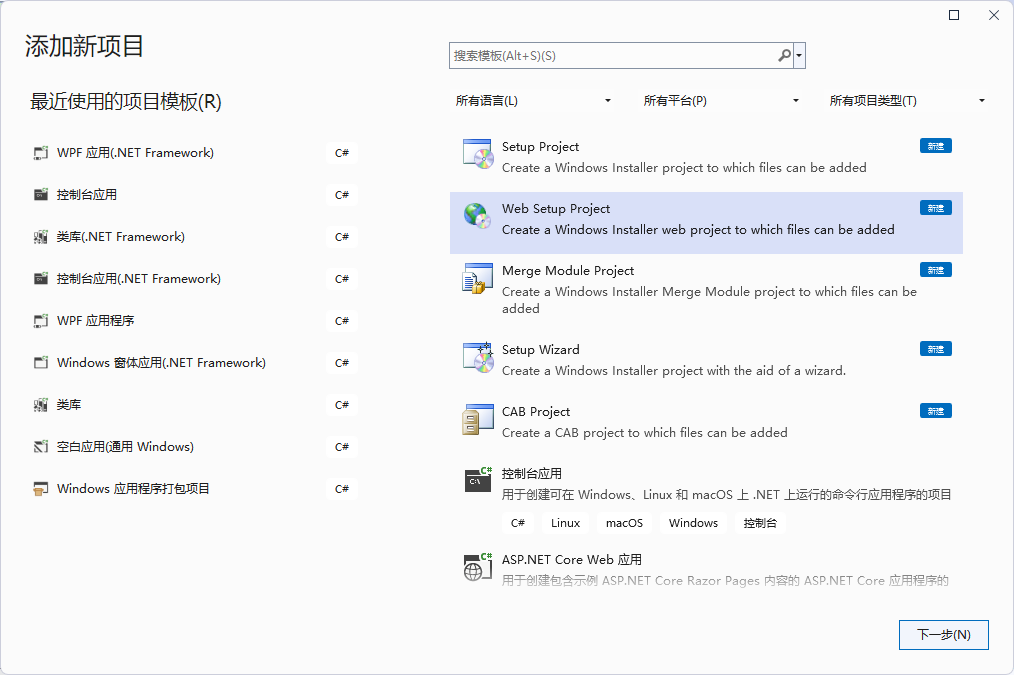 添加新项目
搜索模板(Alt+S)(S)
最近使用的项目模板(R)
所有语言(L)
所有平台(P)
所有项目类型(T)
WPF 应用(.NET Framework)
C#
控制台应用
C#
类库(.NET Framework)
C#
控制台应用(.NET Framework)
C#
WPF 应用程序
C#
Windows 窗体应用(.NET Framework)
C#
类库
C#
空白应用(通用 Windows)
C#
Windows 应用程序打包项目
C#
Setup Project
新建
Create a Windows Installer project to which files can be added
Web Setup Project
新建
Create a Windows Installer web project to which files can be added
Merge Module Project
新建
Create a Windows Installer Merge Module project to which files can be
added
Setup Wizard
新建
Create a Windows Installer project with the aid of a wizard.
CAB Project
新建
Create a CAB project to which files can be added
控制台应用
用于创建可在 Windows、Linux 和 macOS 上 .NET 上运行的命令行应用程序的项目
C#
Linux
macOS
Windows
控制台
ASP.NET Core Web 应用
用于创建包含示例 ASP.NET Core Razor Pages 内容的 ASP.NET Core 应用程序的
下一步(N)